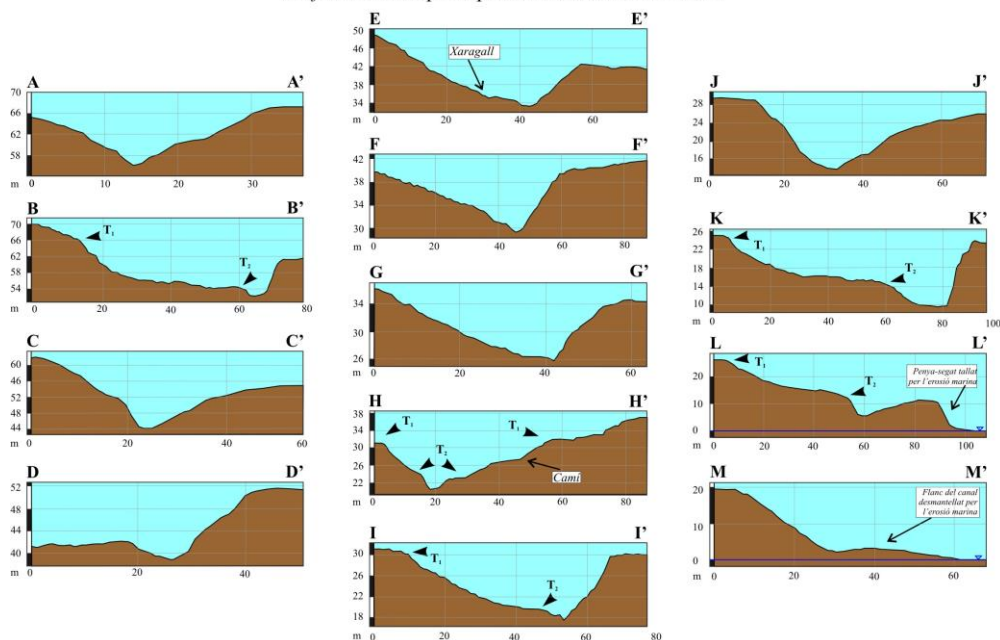 A A'
70
66
62
58
m 0 10 20 30
B B'
70
66
62
58
54
m 0 10 20 30 40 50 60 70 80
T₁
T₂
C C'
60
56
52
48
44
m 0 20 40 60
D D'
52
48
44
40
m 0 20 40
E E'
50
46
42
38
34
m 0 20 40 60
Xaragall
F F'
42
38
34
30
m 0 20 40 60 80
G G'
34
30
26
m 0 20 40 60
H H'
38
34
30
26
22
m 0 20 40 60 80
T₁
T₂
T₁
Camí
I I'
30
26
22
18
m 0 20 40 60 80
T₁
T₂
J J'
28
24
20
16
m 0 20 40 60
K K'
26
22
18
14
10
m 0 20 40 60 80 100
T₁
T₂
L L'
20
10
0
m 0 20 40 60 80 100
T₁
T₂
Penya-segat tallat
per l'erosió marina
M M'
20
10
0
m 0 20 40 60
Flanc del canal
desmantellat per
l'erosió marina